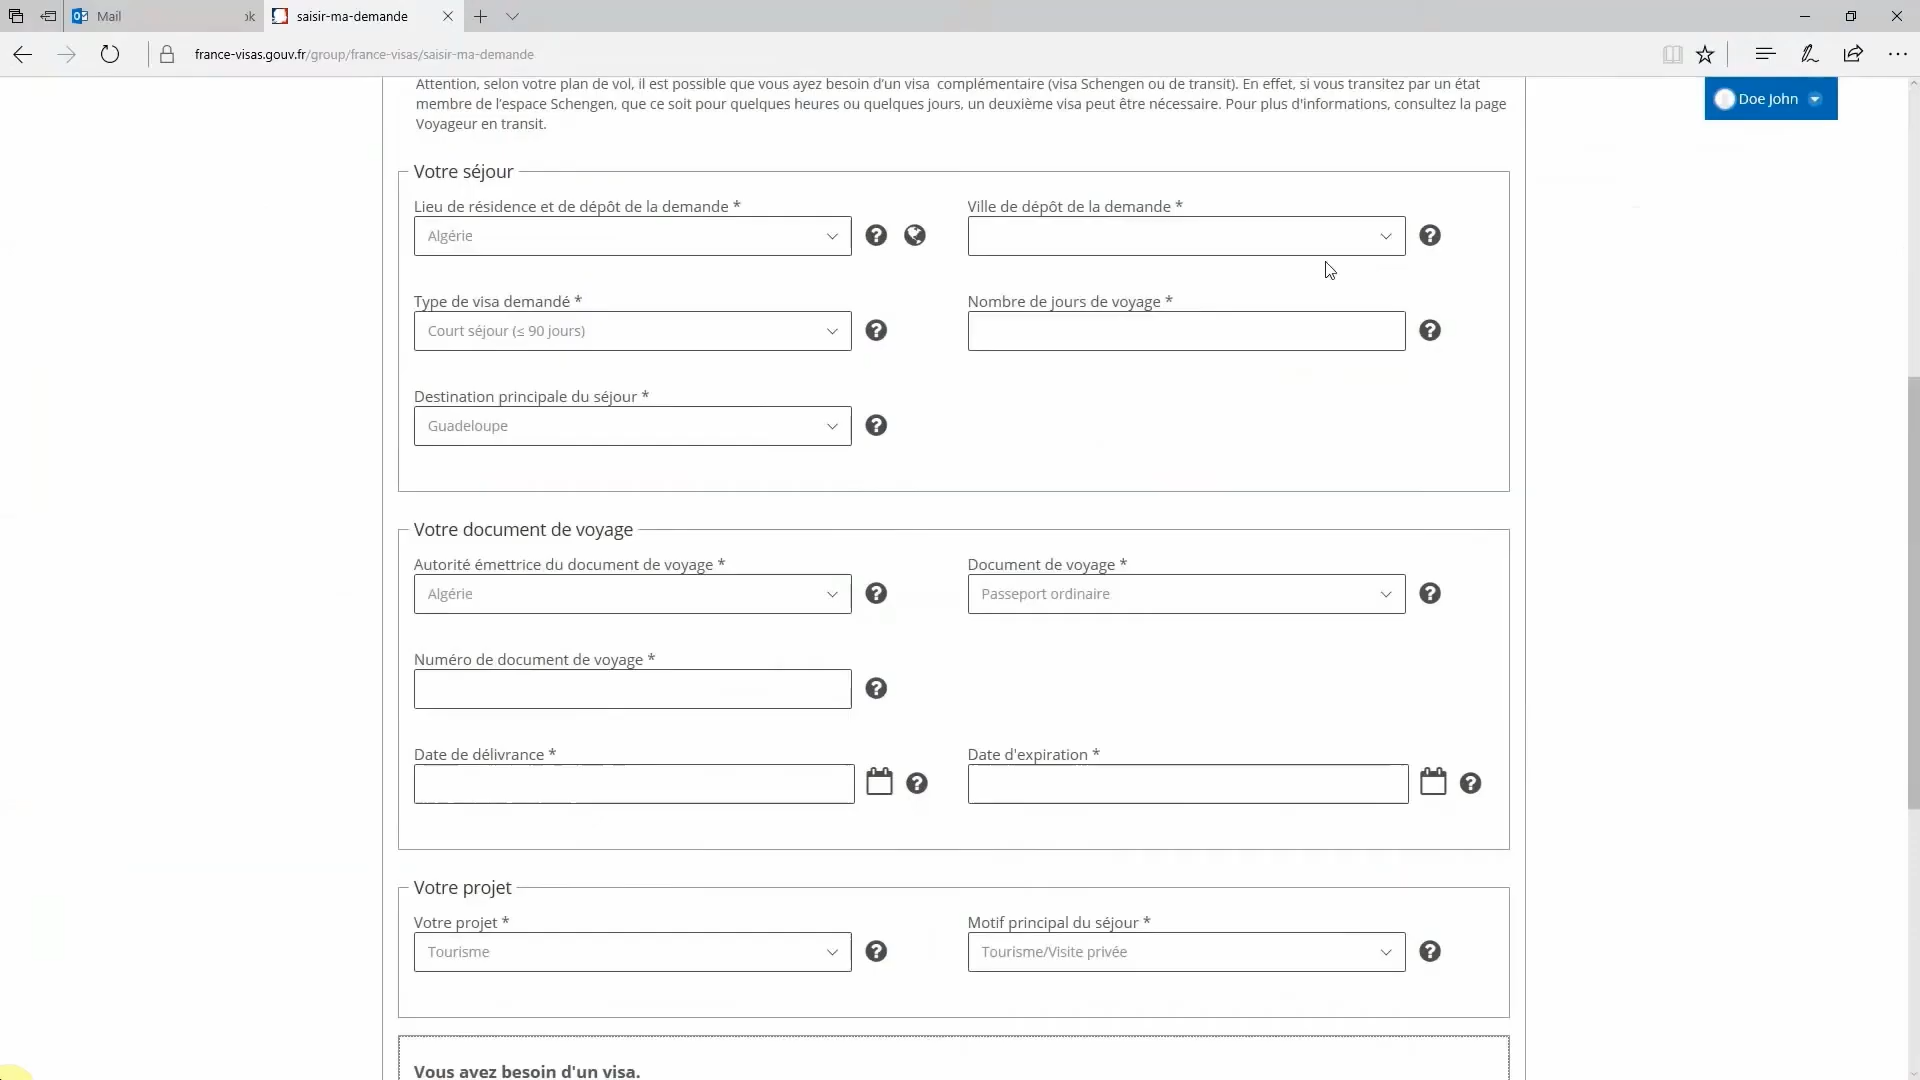 Mail
ok
saisir-ma-demande
france-visas.gouv.fr/group/france-visas/saisir-ma-demande
Attention, selon votre plan de vol, il est possible que vous ayez besoin d'un visa complémentaire (visa Schengen ou de transit). En effet, si vous transitez par un état
membre de l'espace Schengen, que ce soit pour quelques heures ou quelques jours, un deuxième visa peut être nécessaire. Pour plus d'informations, consultez la page
Voyageur en transit.
Doe John
Votre séjour
Lieu de résidence et de dépôt de la demande *
Ville de dépôt de la demande *
Algérie
Type de visa demandé *
Nombre de jours de voyage *
Court séjour (≤ 90 jours)
Destination principale du séjour *
Guadeloupe
Votre document de voyage
Autorité émettrice du document de voyage *
Document de voyage *
Algérie
Passeport ordinaire
Numéro de document de voyage *
Date de délivrance *
Date d'expiration *
Votre projet
Votre projet *
Motif principal du séjour *
Tourisme
Tourisme/Visite privée
Vous avez besoin d'un visa.